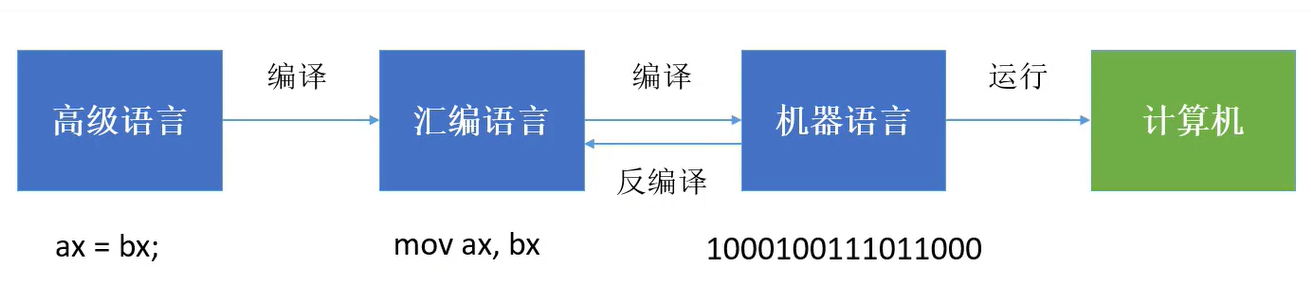 编译
编译
运行
高级语言
汇编语言
机器语言
计算机
反编译
ax = bx;
mov ax, bx
1000100111011000